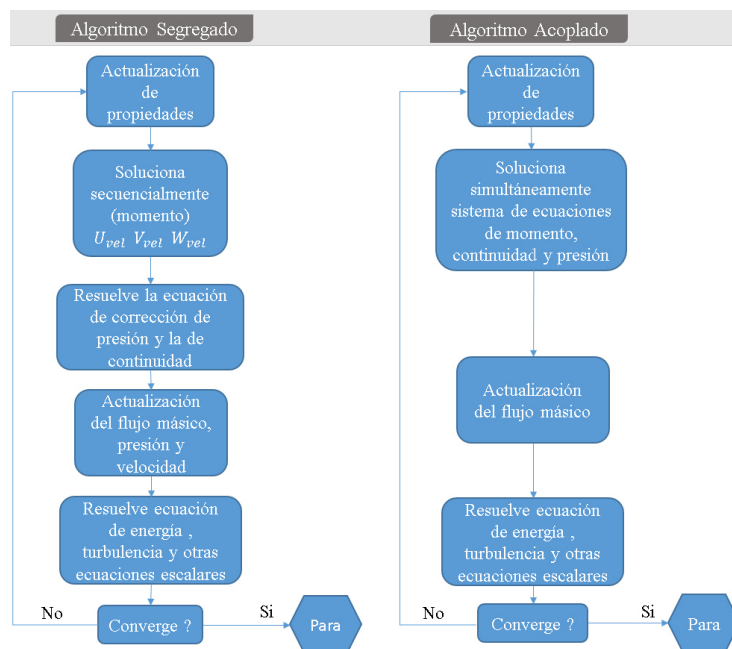 Algoritmo Segregado
Actualización
de
propiedades
Soluciona
secuencialmente
(momento)
U_vel V_vel W_vel
Resuelve la ecuación
de corrección de
presión y la de
continuidad
Actualización
del flujo másico,
presión y
velocidad
Resuelve ecuación
de energía ,
turbulencia y otras
ecuaciones escalares
No
Converge ?
Si
Para
Algoritmo Acoplado
Actualización
de
propiedades
Soluciona
simultáneamente
sistema de ecuaciones
de momento,
continuidad y presión
Actualización
del flujo másico
Resuelve ecuación
de energía ,
turbulencia y otras
ecuaciones escalares
No
Converge ?
Si
Para